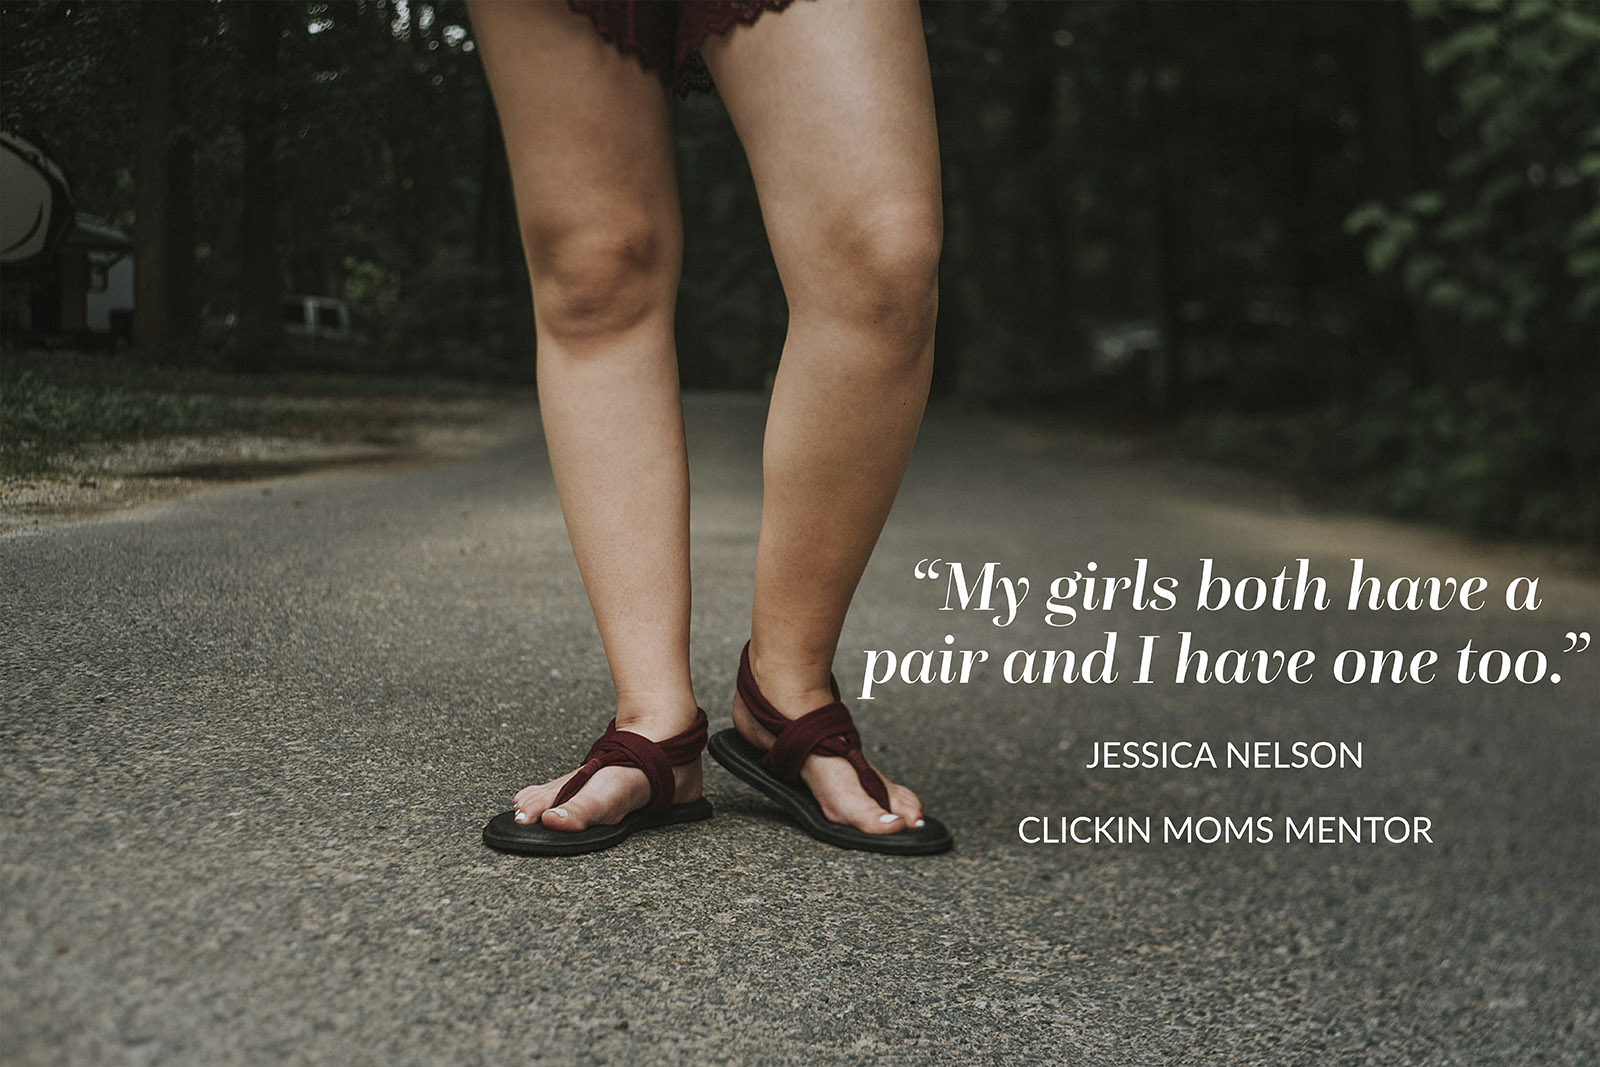 “My girls both have a
pair and I have one too.”
JESSICA NELSON
CLICKIN MOMS MENTOR